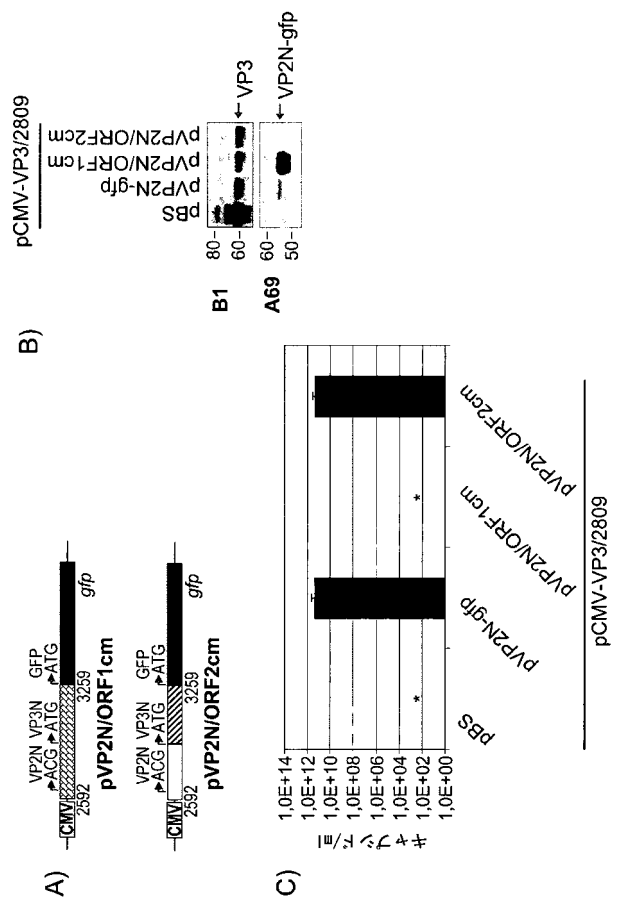 A)
VP2N VP3N GFP
ACG ATG ATG
CMV
2592 3259 gfp
pVP2N/ORF1cm
VP2N VP3N GFP
ACG ATG ATG
CMV
2592 3259 gfp
pVP2N/ORF2cm
B)
pCMV-VP3/2809
pBS
pVP2N-gfp
pVP2N/ORF1cm
pVP2N/ORF2cm
B1
80
60
VP3
A69
60
50
VP2N-gfp
C)
キャプシド/ml
1,0E+14
1,0E+12
1,0E+10
1,0E+08
1,0E+06
1,0E+04
1,0E+02
1,0E+00
* *
pBS
pVP2N-gfp
pVP2N/ORF1cm
pVP2N/ORF2cm
pCMV-VP3/2809